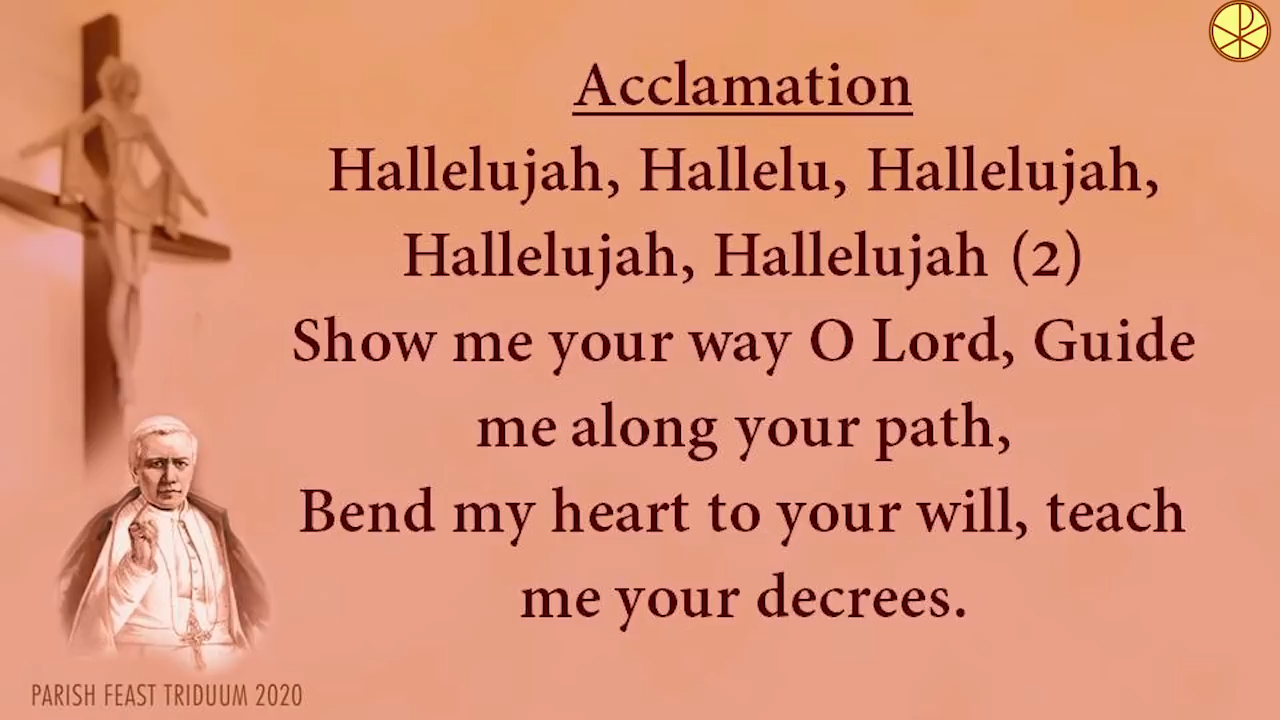 Acclamation
Hallelujah, Hallelu, Hallelujah,
Hallelujah, Hallelujah (2)
Show me your way O Lord, Guide
me along your path,
Bend my heart to your will, teach
me your decrees.
PARISH FEAST TRIDUUM 2020